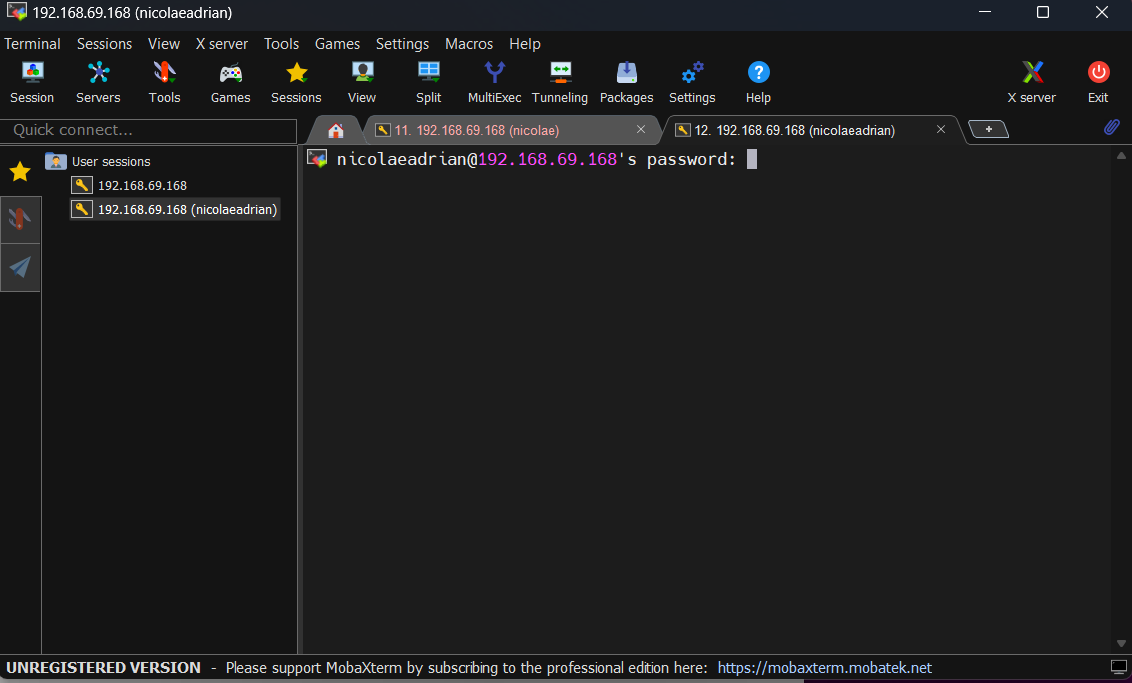 192.168.69.168 (nicolaeadrian)
Terminal Sessions View X server Tools Games Settings Macros Help
Session Servers Tools Games Sessions View Split MultiExec Tunneling Packages Settings Help X server Exit
Quick connect...
11. 192.168.69.168 (nicolae)
12. 192.168.69.168 (nicolaeadrian)
User sessions
192.168.69.168
192.168.69.168 (nicolaeadrian)
nicolaeadrian@192.168.69.168's password:
UNREGISTERED VERSION - Please support MobaXterm by subscribing to the professional edition here: https://mobaxterm.mobatek.net